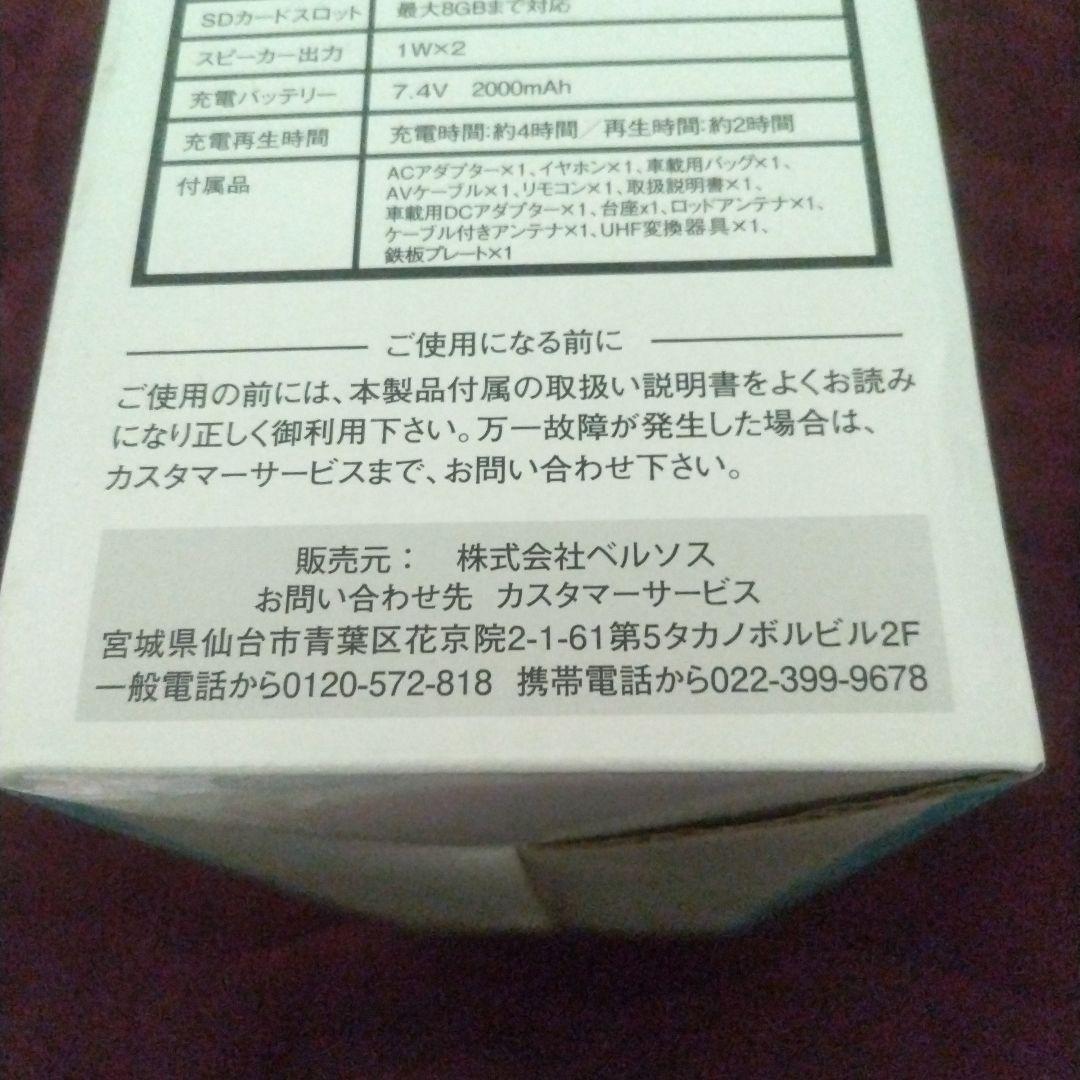 SDカードスロット 最大8GBまで対応
スピーカー出力 1W×2
充電バッテリー 7.4V 2000mAh
充電再生時間 充電時間:約4時間／再生時間:約2時間
付属品 ACアダプター×1、イヤホン×1、車載用バッグ×1、
AVケーブル×1、リモコン×1、取扱説明書×1、
車載用DCアダプター×1、台座x1、ロッドアンテナ×1、
ケーブル付きアンテナ×1、UHF変換器具×1、
鉄板プレート×1
ご使用になる前に
ご使用の前には、本製品付属の取扱い説明書をよくお読み
になり正しく御利用下さい。万一故障が発生した場合は、
カスタマーサービスまで、お問い合わせ下さい。
販売元： 株式会社ベルソス
お問い合わせ先 カスタマーサービス
宮城県仙台市青葉区花京院2-1-61第5タカノボルビル2F
一般電話から0120-572-818 携帯電話から022-399-9678